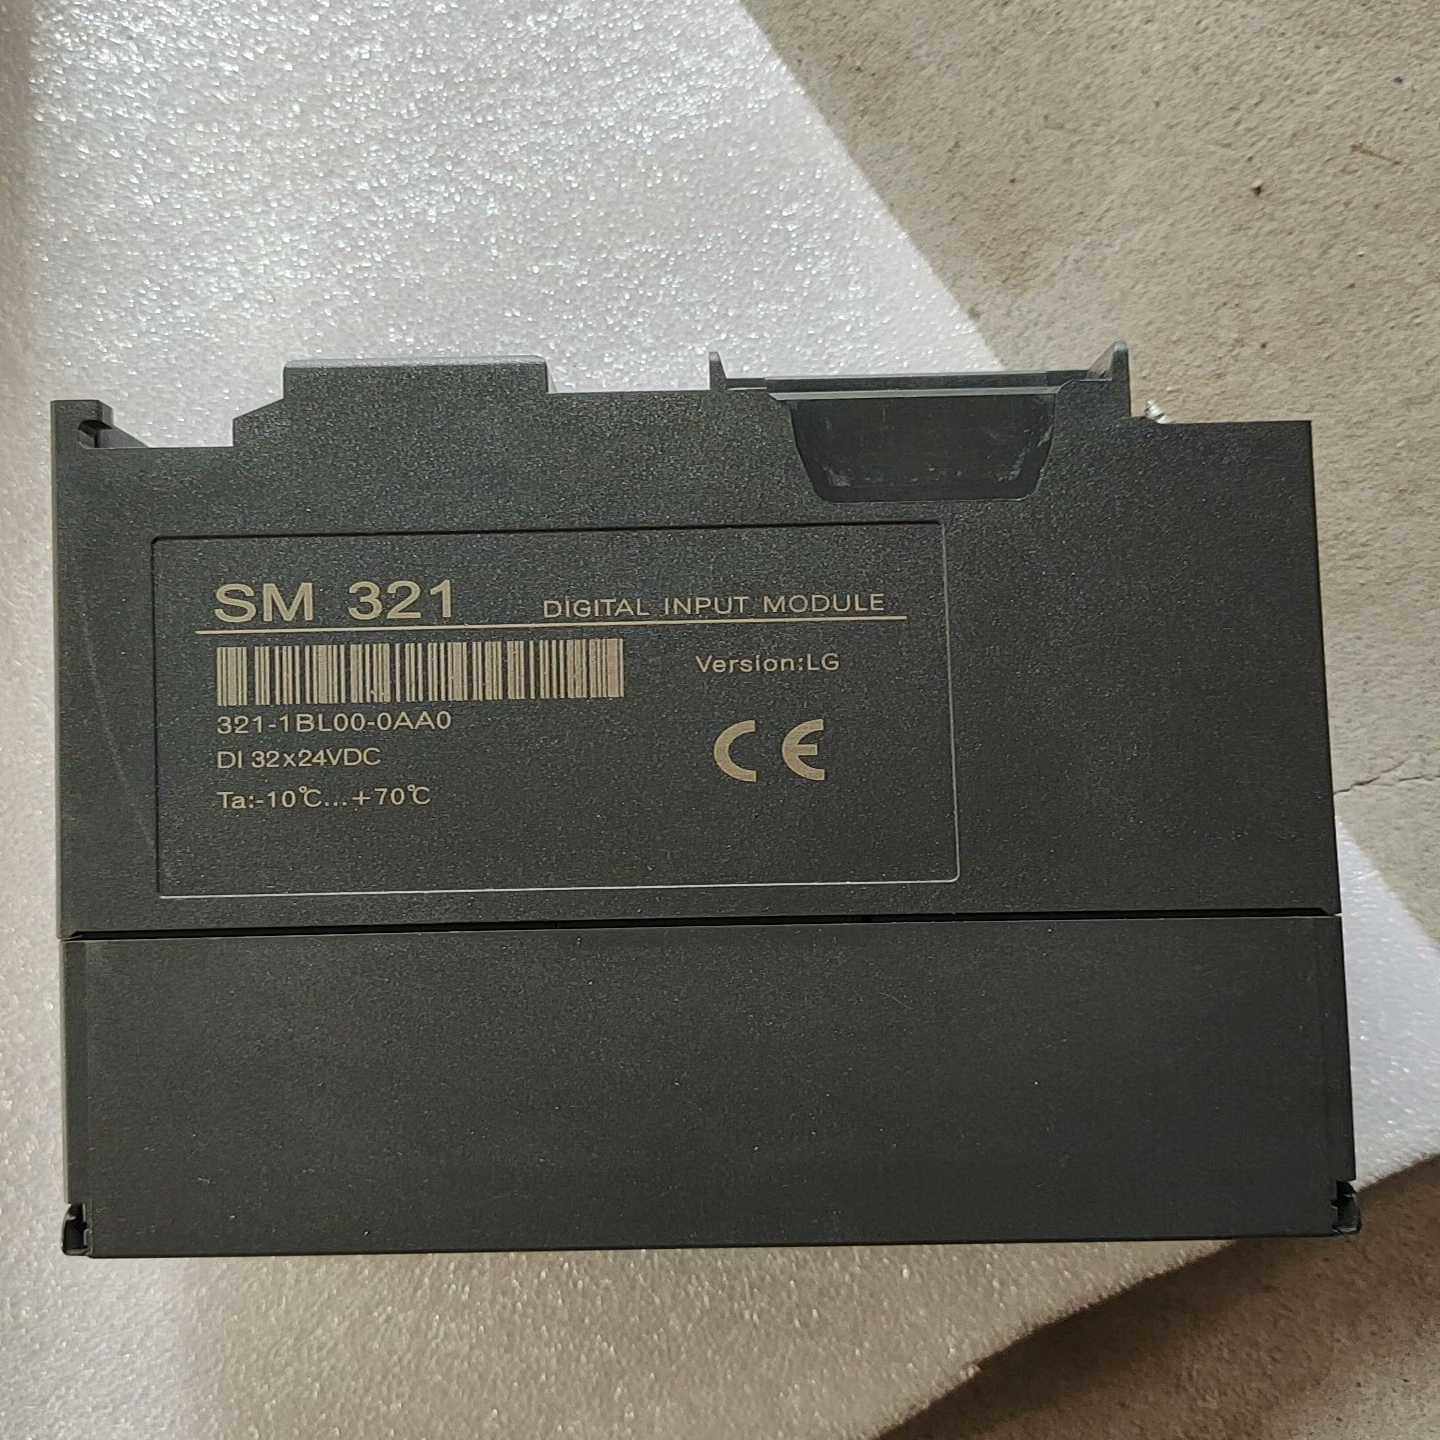 SM 321 DIGITAL INPUT MODULE
Version:LG
321-1BL00-0AA0
DI 32x24VDC
Ta:-10℃...+70℃
CE